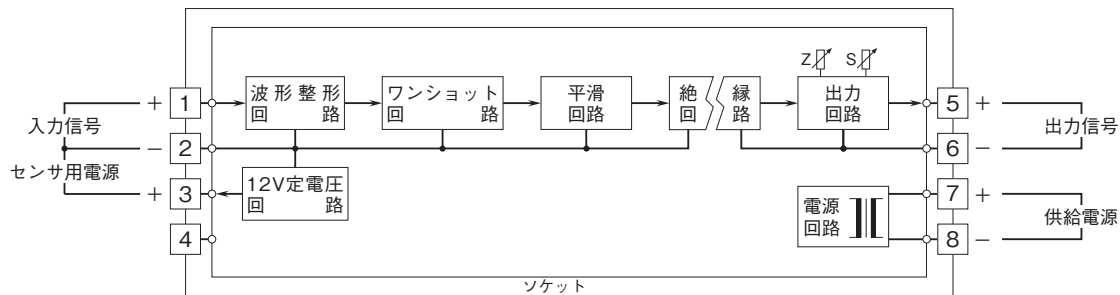 Z S
波形整形
回路
ワンショット
回路
平滑
回路
絶縁
回路
出力
回路
+ 1
入力信号
- 2
センサ用電源
+ 3
4
12V定電圧
回路
5 +
出力信号
6 -
電源
回路
7 +
供給電源
8 -
ソケット